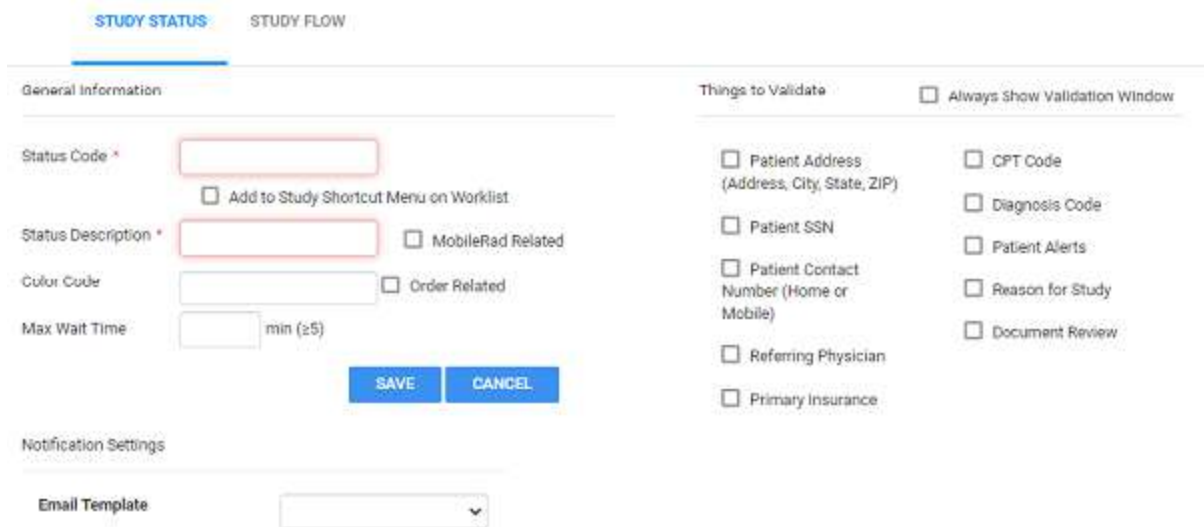 STUDY STATUS STUDY FLOW
General Information
Status Code *
Add to Study Shortcut Menu on Worklist
Status Description *
MobileRad Related
Color Code
Order Related
Max Wait Time
min (≥5)
SAVE CANCEL
Notification Settings
Email Template
Things to Validate
Always Show Validation Window
Patient Address
(Address, City, State, ZIP)
Patient SSN
Patient Contact
Number (Home or
Mobile)
Referring Physician
Primary Insurance
CPT Code
Diagnosis Code
Patient Alerts
Reason for Study
Document Review